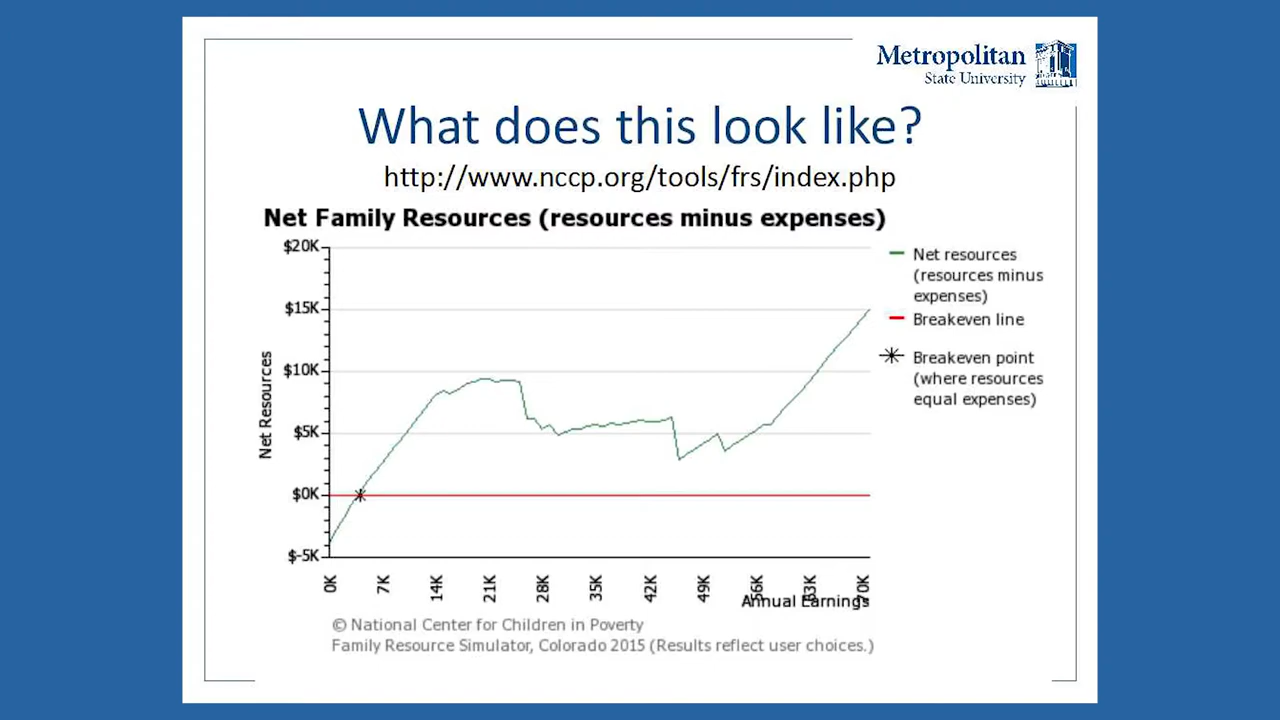 Metropolitan
State University
What does this look like?
http://www.nccp.org/tools/frs/index.php
Net Family Resources (resources minus expenses)
$20K
$15K
$10K
$5K
$0K
$-5K
Net Resources
0K
7K
14K
21K
28K
35K
42K
49K
56K
63K
70K
Annual Earnings
Net resources
(resources minus
expenses)
Breakeven line
Breakeven point
(where resources
equal expenses)
© National Center for Children in Poverty
Family Resource Simulator, Colorado 2015 (Results reflect user choices.)